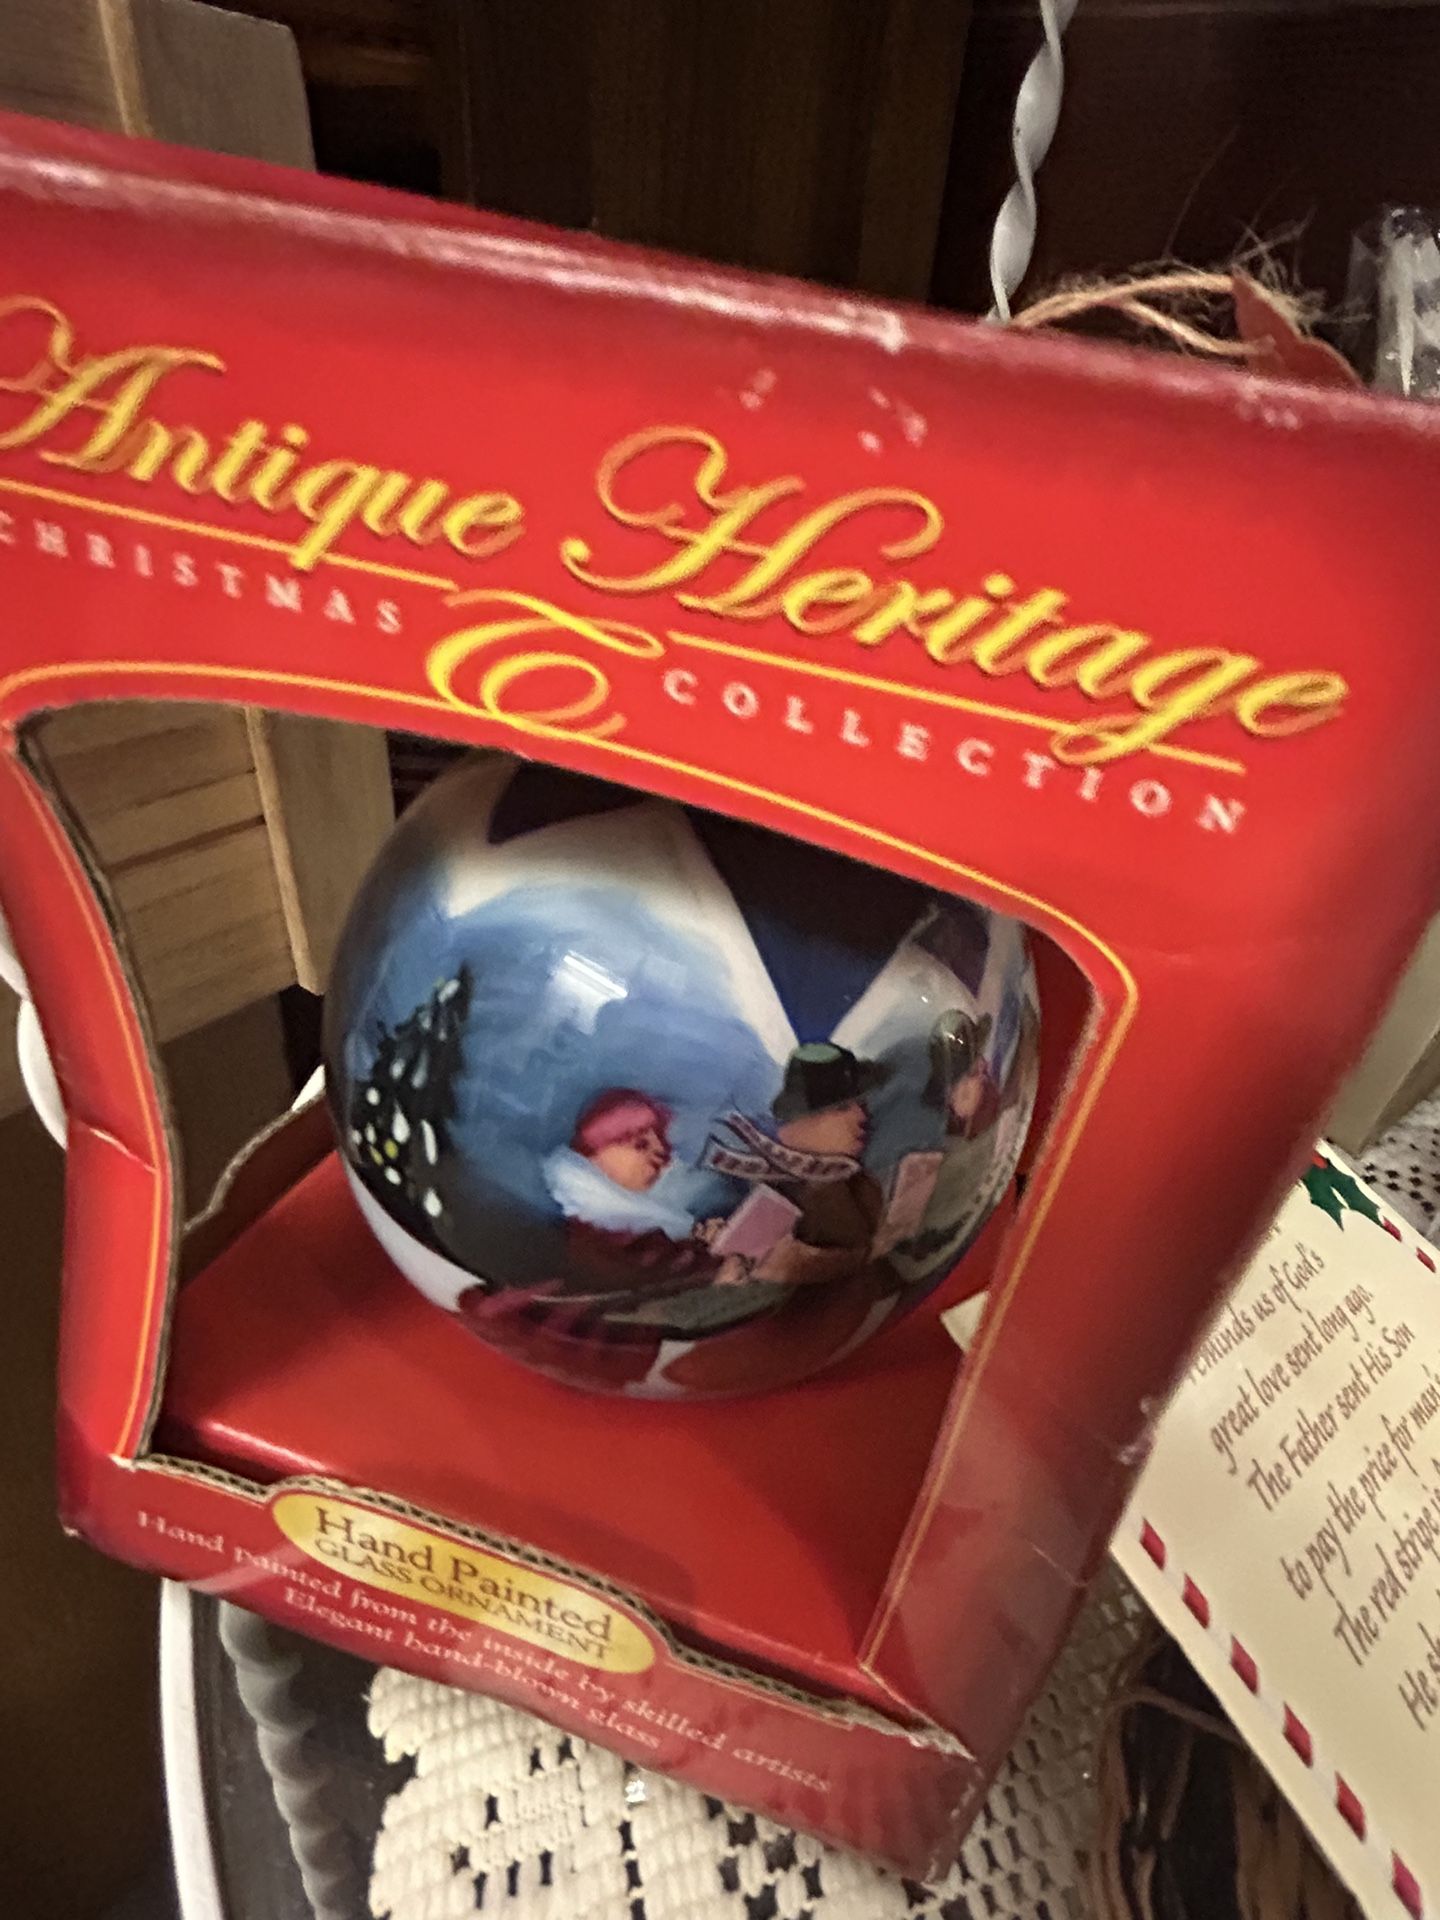 Antique Heritage
CHRISTMAS COLLECTION
Hand Painted
GLASS ORNAMENT
Hand painted from the inside by skilled artists
Elegant hand-blown glass
reminds us of God's
great love sent long ago.
The Father sent His Son
to pay the price for man's
The red stripe is
He